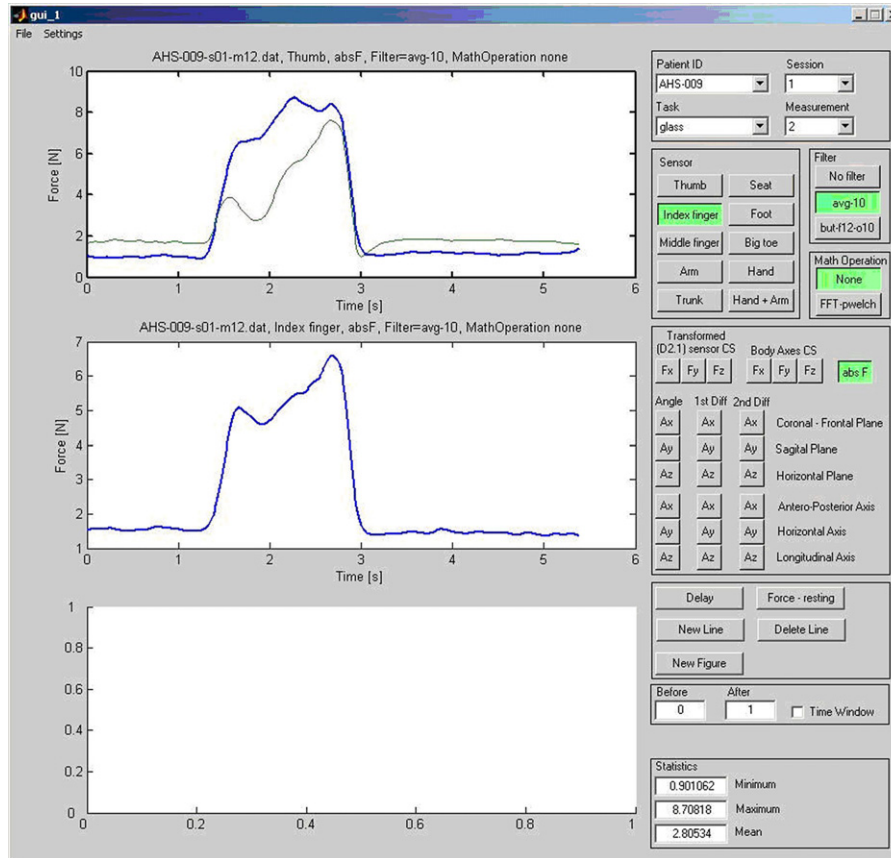 gui_1
File Settings
AHS-009-s01-m12.dat, Thumb, absF, Filter=avg-10, MathOperation none
10
8
6
4
2
0
Force [N]
0 1 2 3 4 5 6
Time [s]
AHS-009-s01-m12.dat, Index finger, absF, Filter=avg-10, MathOperation none
7
6
5
4
3
2
1
Force [N]
0 1 2 3 4 5 6
Time [s]
1
0.8
0.6
0.4
0.2
0
0 0.2 0.4 0.6 0.8 1
Patient ID Session
AHS-009 1
Task Measurement
glass 2
Sensor
Thumb Seat
Index finger Foot
Middle finger Big toe
Arm Hand
Trunk Hand + Arm
Filter
No filter
avg-10
but-f12-o10
Math Operation
None
FFT-pwelch
Transformed
(D2,1) sensor CS Body Axes CS
Fx Fy Fz Fx Fy Fz abs F
Angle 1st Diff 2nd Diff
Ax Ax Ax Coronal - Frontal Plane
Ay Ay Ay Sagital Plane
Az Az Az Horizontal Plane
Ax Ax Ax Antero-Posterior Axis
Ay Ay Ay Horizontal Axis
Az Az Az Longitudinal Axis
Delay Force - resting
New Line Delete Line
New Figure
Before After
0 1 Time Window
Statistics
0.901062 Minimum
8.70818 Maximum
2.80534 Mean